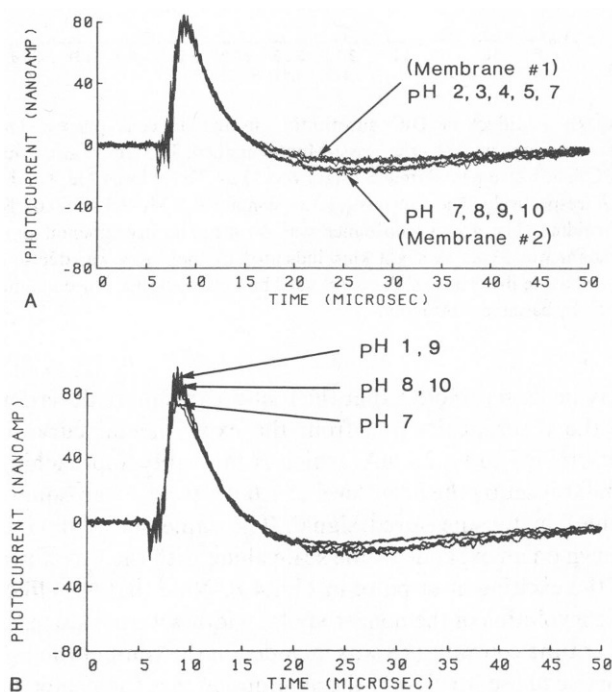 80
40
0
-40
-80
PHOTOCURRENT (NANOAMP)
(Membrane #1)
pH 2, 3, 4, 5, 7
pH 7, 8, 9, 10
(Membrane #2)
0 5 10 15 20 25 30 35 40 45 50
TIME (MICROSEC)
A
80
40
0
-40
-80
PHOTOCURRENT (NANOAMP)
pH 1, 9
pH 8, 10
pH 7
0 5 10 15 20 25 30 35 40 45 50
TIME (MICROSEC)
B